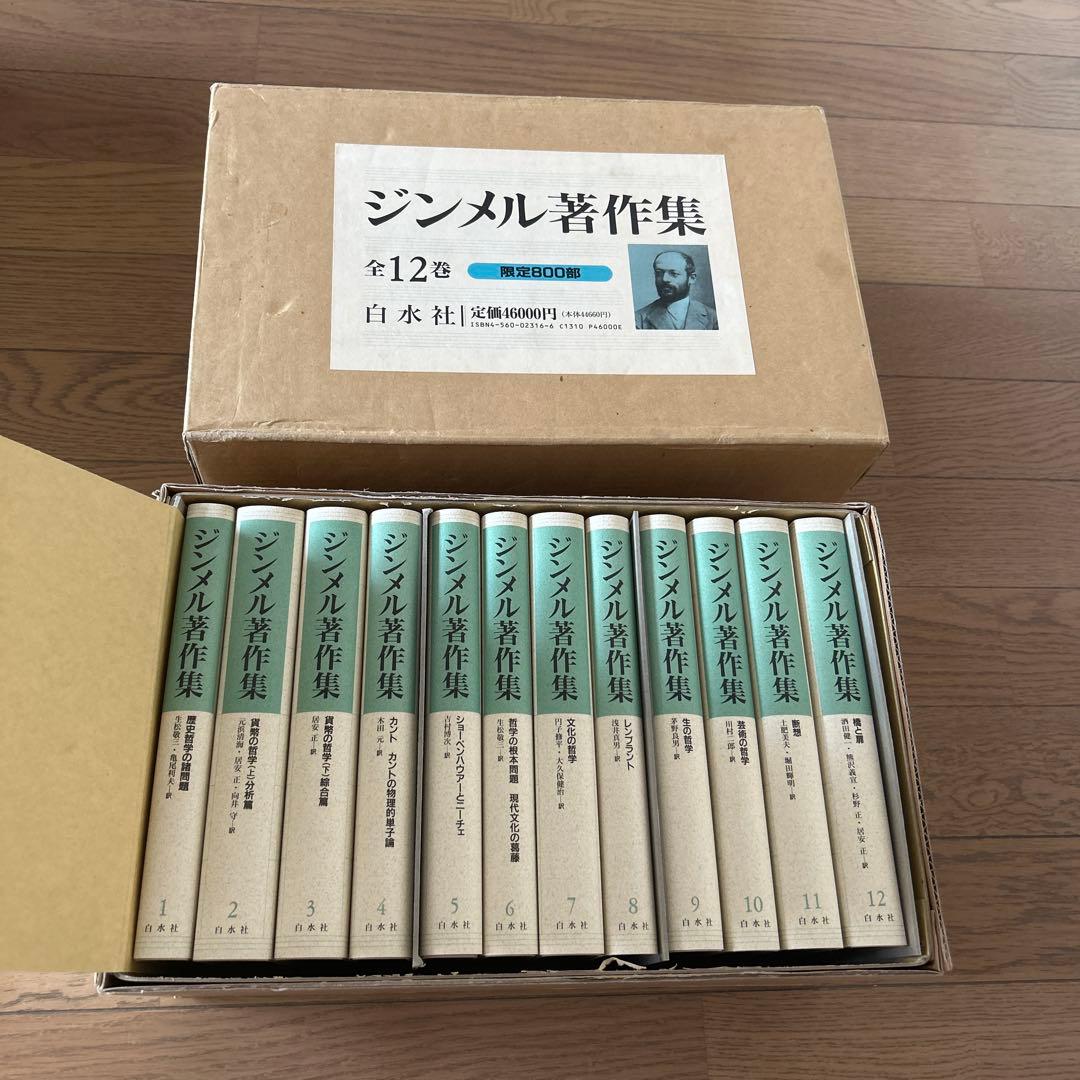 ジンメル著作集
全12巻
限定800部
白水社
定価46000円(本体44660円)
ISBN4-560-02316-6 C1310 P46000E
ジンメル著作集
歴史哲学の諸問題
生松敬三・亀尾利夫―訳
1
白水社
ジンメル著作集
貨幣の哲学(上)分析篇
元浜清海・居安 正・向井 守―訳
2
白水社
ジンメル著作集
貨幣の哲学(下)綜合篇
居安 正―訳
3
白水社
ジンメル著作集
カント カントの物理的単子論
木田 元―訳
4
白水社
ジンメル著作集
ショーペンハウアーとニーチェ
吉村博次―訳
5
白水社
ジンメル著作集
哲学の根本問題 現代文化の葛藤
生松敬三―訳
6
白水社
ジンメル著作集
文化の哲学
円子修平・大久保健治―訳
7
白水社
ジンメル著作集
レンブラント
浅井真男―訳
8
白水社
ジンメル著作集
生の哲学
茅野良男―訳
9
白水社
ジンメル著作集
芸術の哲学
川村二郎―訳
10
白水社
ジンメル著作集
断想
土肥美夫・堀田輝明―訳
11
白水社
ジンメル著作集
橋と扉
酒田健一・熊沢義宣・杉野 正・居安 正―訳
12
白水社